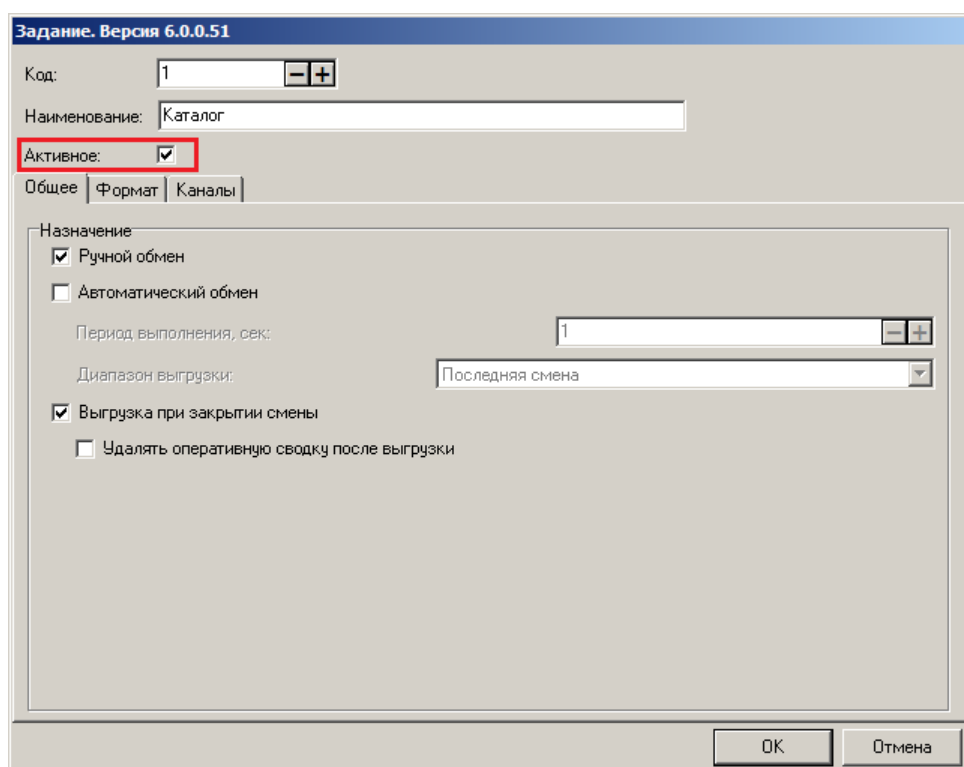 Задание. Версия 6.0.0.51
Код: 1
Наименование: Каталог
Активное:
Общее Формат Каналы
Назначение
Ручной обмен
Автоматический обмен
Период выполнения, сек: 1
Диапазон выгрузки: Последняя смена
Выгрузка при закрытии смены
Удалять оперативную сводку после выгрузки
OK Отмена